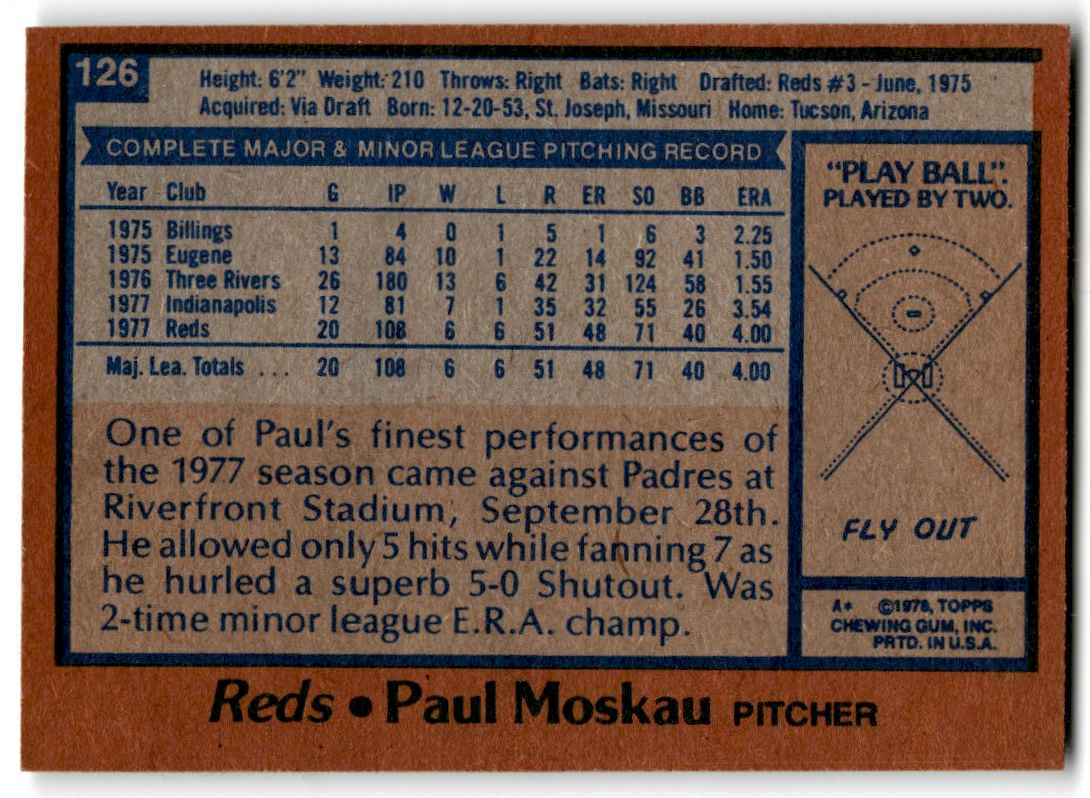 126
Height: 6'2" Weight: 210 Throws: Right Bats: Right Drafted: Reds #3 - June, 1975
Acquired: Via Draft Born: 12-20-53, St. Joseph, Missouri Home: Tucson, Arizona
COMPLETE MAJOR & MINOR LEAGUE PITCHING RECORD
Year Club G IP W L R ER SO BB ERA
1975 Billings 1 4 0 1 5 1 6 3 2.25
1975 Eugene 13 84 10 1 22 14 92 41 1.50
1976 Three Rivers 26 180 13 6 42 31 124 58 1.55
1977 Indianapolis 12 81 7 1 35 32 55 26 3.54
1977 Reds 20 108 6 6 51 48 71 40 4.00
Maj. Lea. Totals . . . 20 108 6 6 51 48 71 40 4.00
One of Paul's finest performances of
the 1977 season came against Padres at
Riverfront Stadium, September 28th.
He allowed only 5 hits while fanning 7 as
he hurled a superb 5-0 Shutout. Was
2-time minor league E.R.A. champ.
"PLAY BALL".
PLAYED BY TWO.
FLY OUT
A* ©1978, TOPPS
CHEWING GUM, INC.
PRTD. IN U.S.A.
Reds • Paul Moskau PITCHER